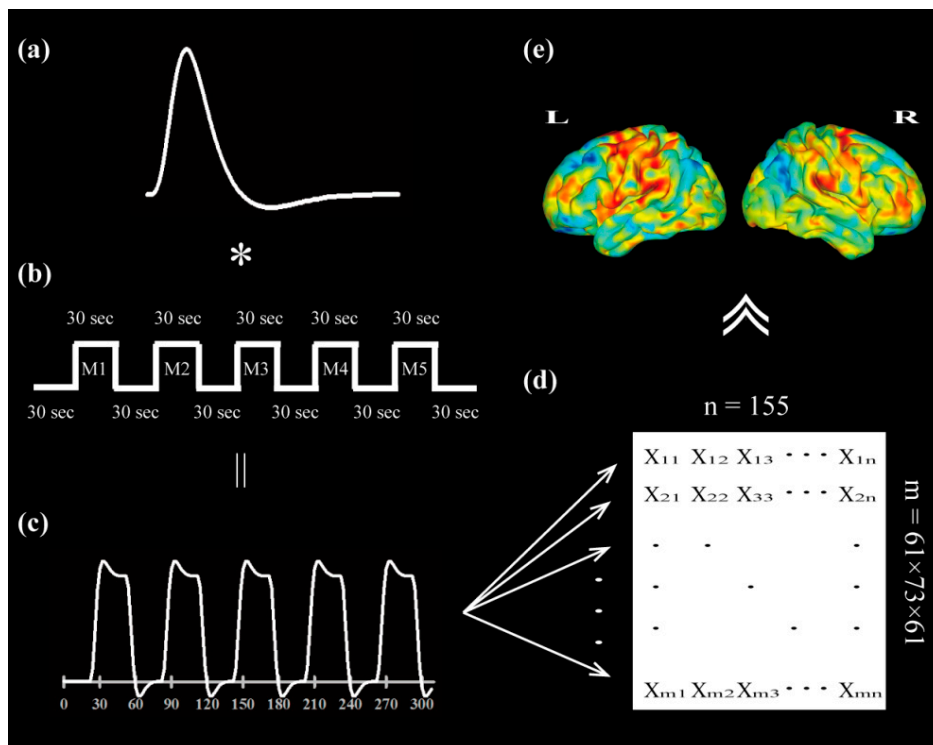 (a)
*
(b)
30 sec 30 sec 30 sec 30 sec 30 sec
M1 M2 M3 M4 M5
30 sec 30 sec 30 sec 30 sec 30 sec 30 sec
||
(c)
0 30 60 90 120 150 180 210 240 270 300
(e)
L R
(d)
n = 155
X11 X12 X13 · · · X1n
X21 X22 X33 · · · X2n
Xm1 Xm2 Xm3 · · · Xmn
m = 61×73×61